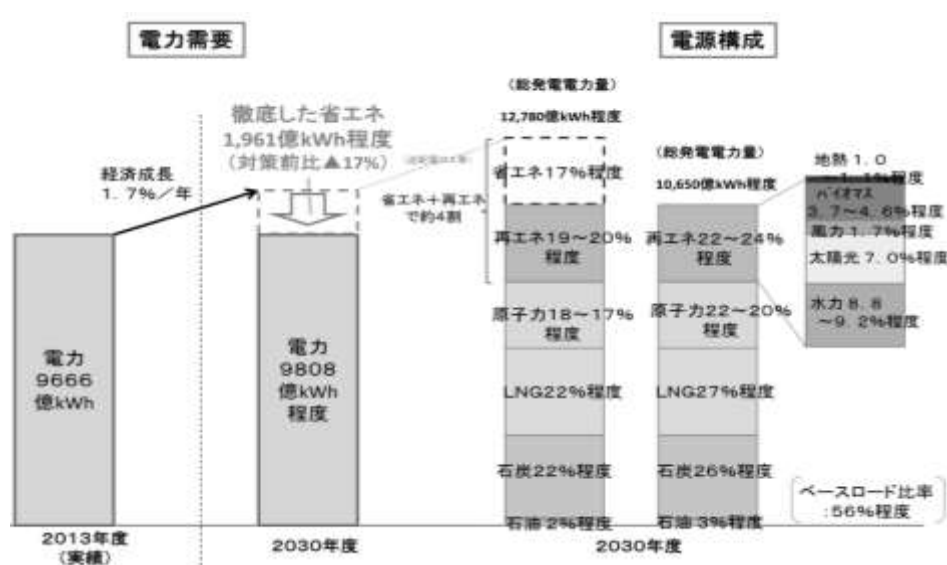 電力需要
電源構成
徹底した省エネ
1,961億kWh程度
(対策前比▲17%)
経済成長
1.7%/年
電力
9666
億kWh
電力
9808
億kWh
程度
2013年度
(実績)
2030年度
(総発電電力量)
12,780億kWh程度
省エネ+再エネ
で約4割
省エネ17%程度
再エネ19~20%
程度
原子力18~17%
程度
LNG22%程度
石炭22%程度
石油 2%程度
(総発電電力量)
10,650億kWh程度
再エネ22~24%
程度
原子力22~20%
程度
LNG27%程度
石炭26%程度
石油 3%程度
2030年度
地熱 1.0
~1.1%程度
バイオマス
3.7~4.6%程度
風力 1.7%程度
太陽光 7.0%程度
水力 8.8
~9.2%程度
ベースロード比率
:56%程度